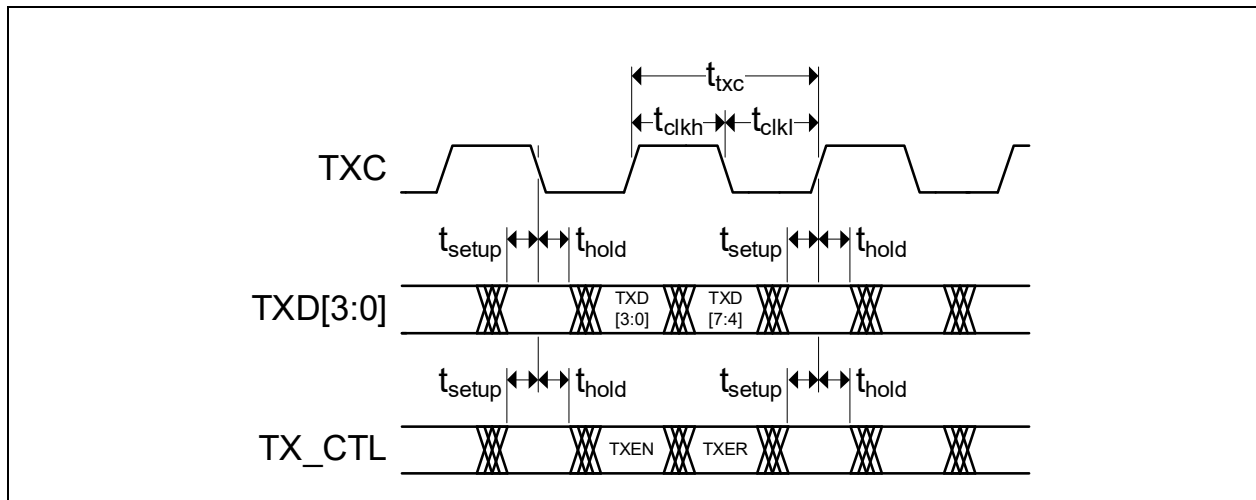 t_txc
t_clkh t_clkl
TXC
t_setup t_hold t_setup t_hold
TXD[3:0] TXD TXD
[3:0] [7:4]
t_setup t_hold t_setup t_hold
TX_CTL TXEN TXER